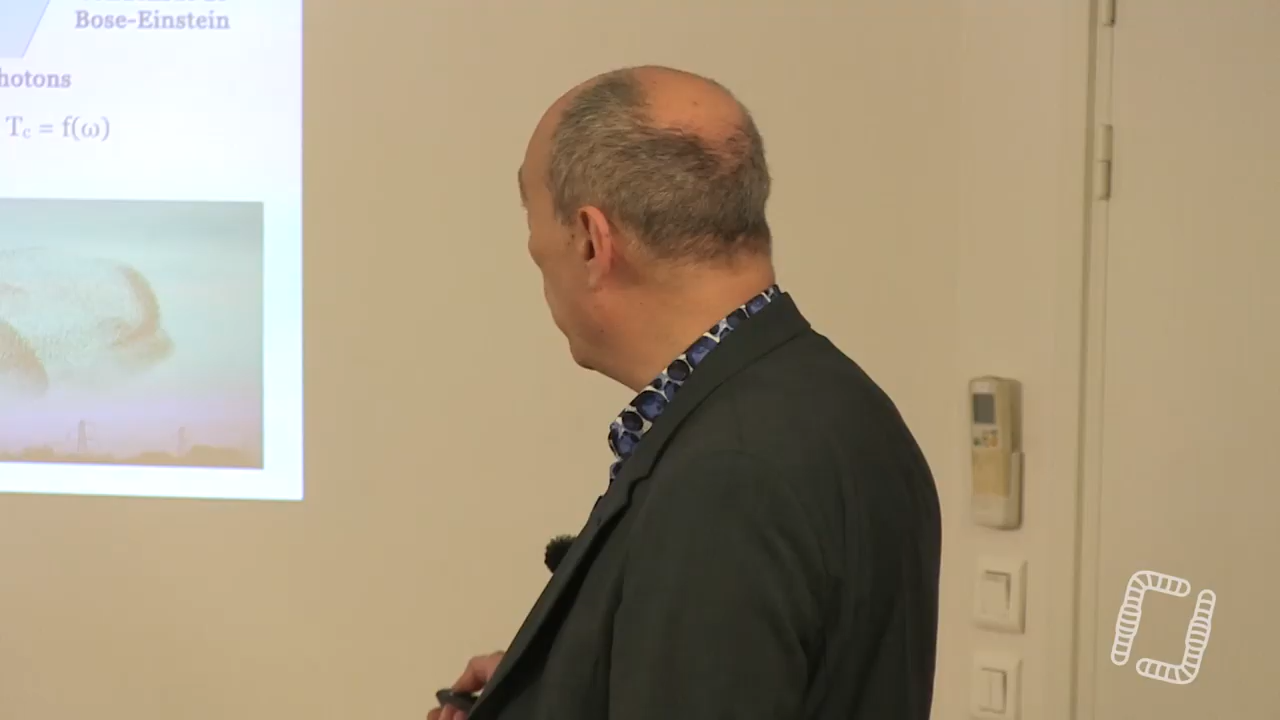 Bose-Einstein
hotons
Tc = f(ω)